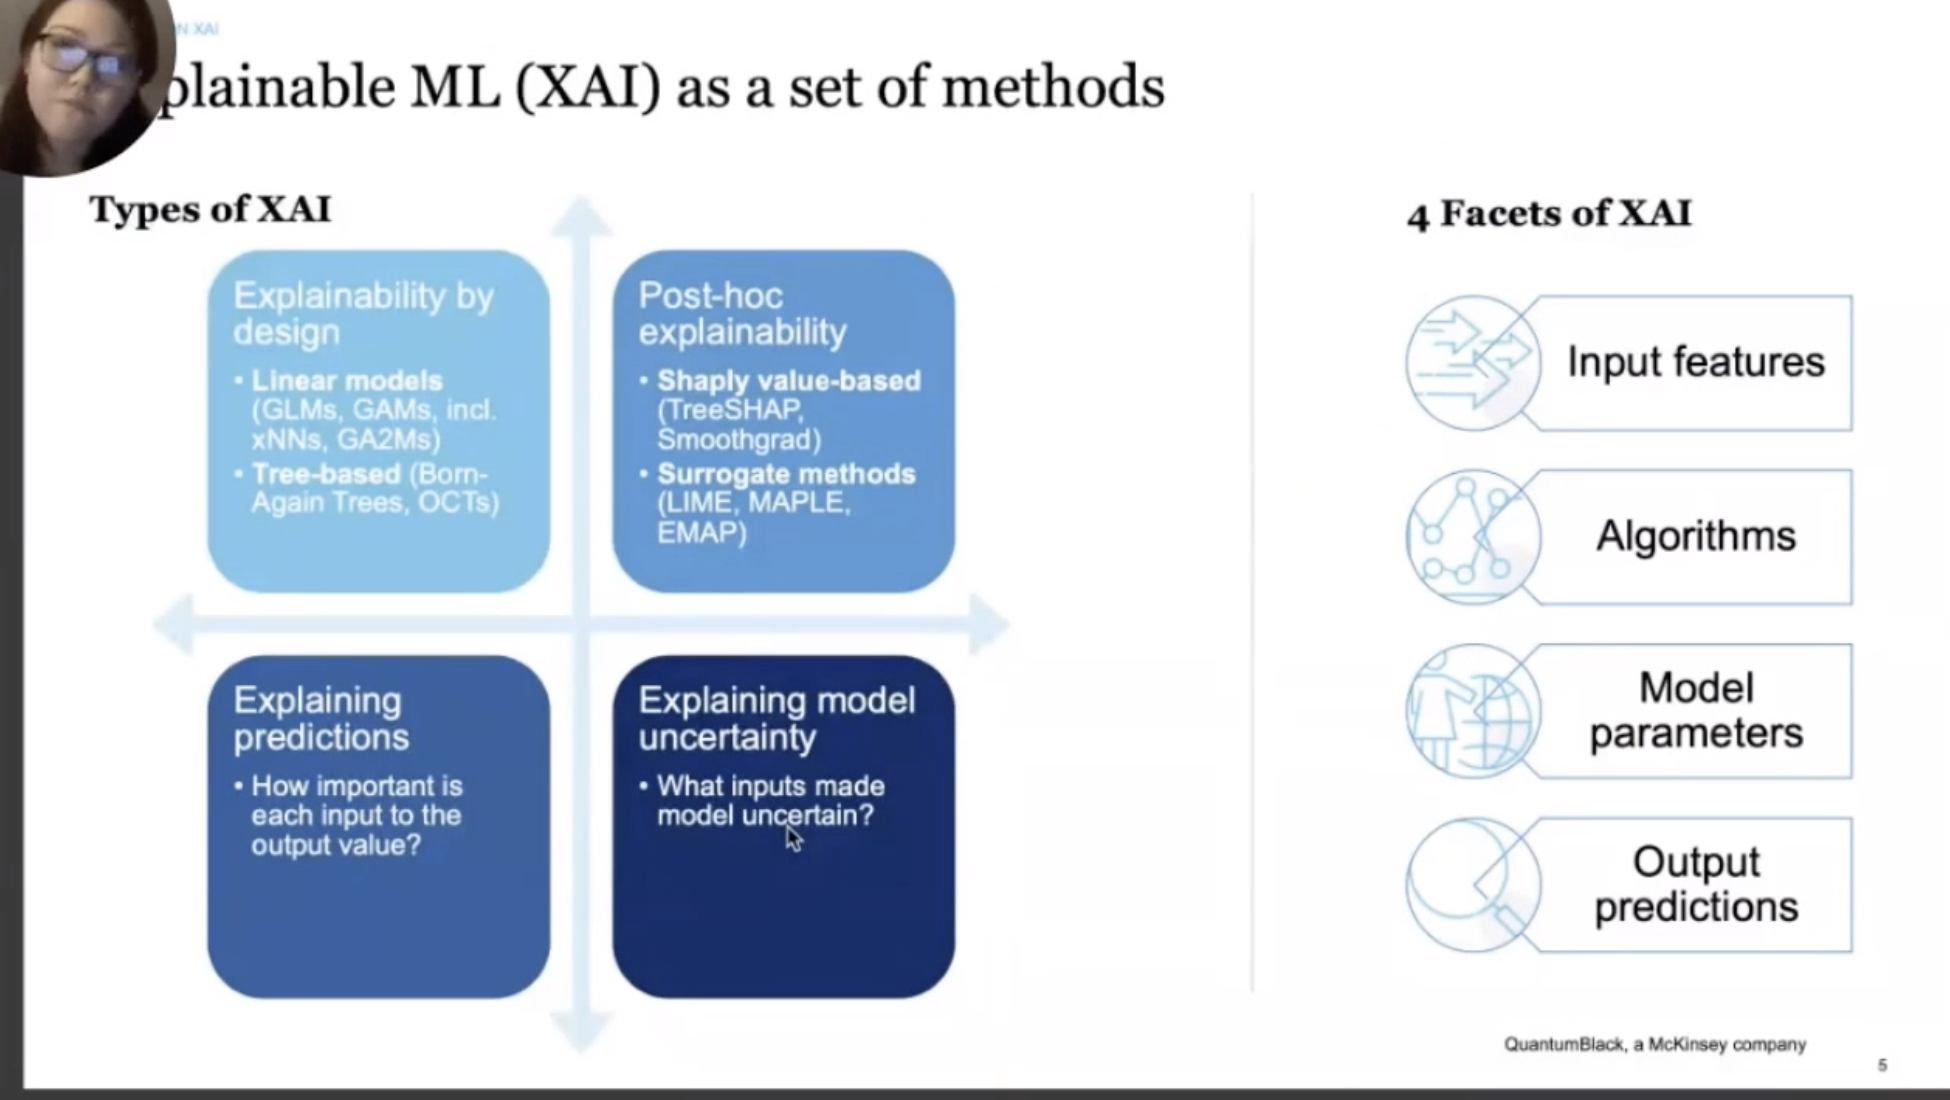 N XAI
plainable ML (XAI) as a set of methods
Types of XAI
Explainability by
design
• Linear models
(GLMs, GAMs, incl.
xNNs, GA2Ms)
• Tree-based (Born-
Again Trees, OCTs)
Post-hoc
explainability
• Shaply value-based
(TreeSHAP,
Smoothgrad)
• Surrogate methods
(LIME, MAPLE,
EMAP)
Explaining
predictions
• How important is
each input to the
output value?
Explaining model
uncertainty
• What inputs made
model uncertain?
4 Facets of XAI
Input features
Algorithms
Model
parameters
Output
predictions
QuantumBlack, a McKinsey company
5